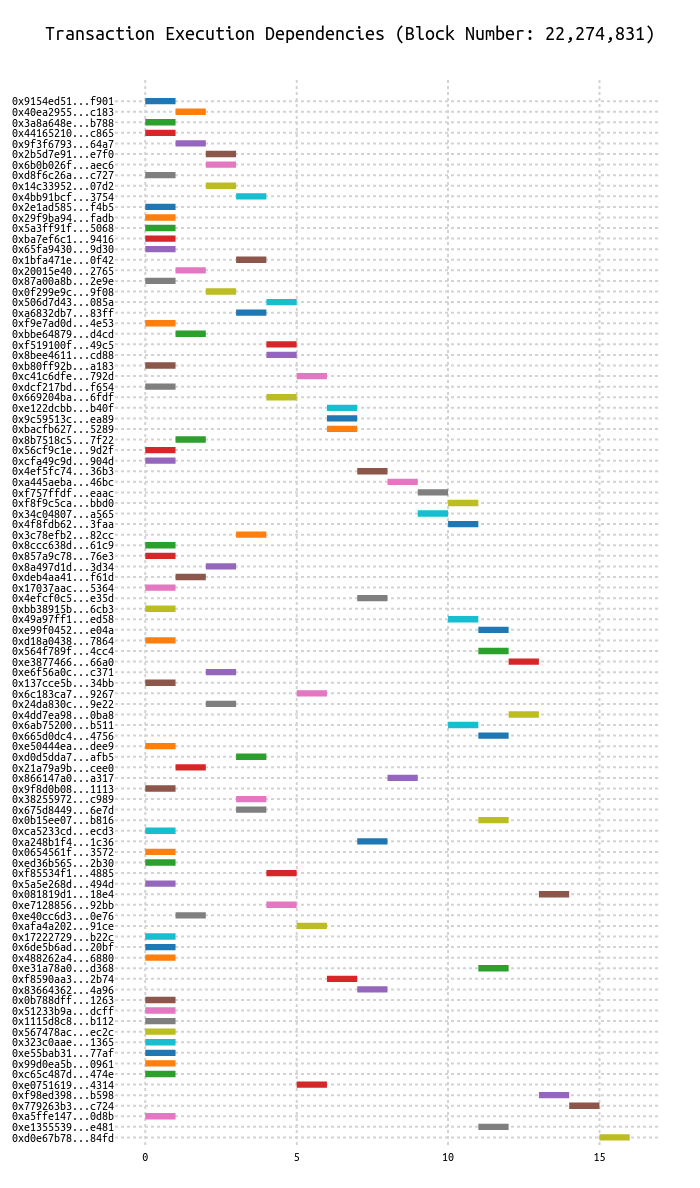 Transaction Execution Dependencies (Block Number: 22,274,831)
0x9154ed51...f901
0x40ea2955...c183
0x3a8a648e...b788
0x44165210...c865
0x9f3f6793...64a7
0x2b5d7e91...e7f0
0x6b0b026f...aec6
0xd8f6c26a...c727
0x14c33952...07d2
0x4bb91bcf...3754
0x2e1ad585...f4b5
0x29f9ba94...fadb
0x5a3ff91f...5068
0xba7ef6c1...9416
0x65fa9430...9d30
0x1bfa471e...0f42
0x20015e40...2765
0x87a00a8b...2e9e
0x0f299e9c...9f08
0x506d7d43...085a
0xa6832db7...83ff
0xf9e7ad0d...4e53
0xbbe64879...d4cd
0xf519100f...49c5
0x8bee4611...cd88
0xb80ff92b...a183
0xc41c6dfe...792d
0xdcf217bd...f654
0x669204ba...6fdf
0xe122dcbb...b40f
0x9c59513c...ea89
0xbacfb627...5289
0x8b7518c5...7f22
0x56cf9c1e...9d2f
0xcfa49c9d...904d
0x4ef5fc74...36b3
0xa445aeba...46bc
0xf757ffdf...eaac
0xf8f9c5ca...bbd0
0x34c04807...a565
0x4f8fdb62...3faa
0x3c78efb2...82cc
0x8ccc638d...61c9
0x857a9c78...76e3
0x8a497d1d...3d34
0xdeb4aa41...f61d
0x17037aac...5364
0x4efcf0c5...e35d
0xbb38915b...6cb3
0x49a97ff1...ed58
0xe99f0452...e04a
0xd18a0438...7864
0x564f789f...4cc4
0xe3877466...66a0
0xe6f56a0c...c371
0x137cce5b...34bb
0x6c183ca7...9267
0x24da830c...9e22
0x4dd7ea98...0ba8
0x6ab75200...b511
0x665d0dc4...4756
0xe50444ea...dee9
0xd0d5dda7...afb5
0x21a79a9b...cee0
0x866147a0...a317
0x9f8d0b08...1113
0x38255972...c989
0x675d8449...6e7d
0x0b15ee07...b816
0xca5233cd...ecd3
0xa248b1f4...1c36
0x0654561f...3572
0xed36b565...2b30
0xf85534f1...4885
0x5a5e268d...494d
0x081819d1...18e4
0xe7128856...92bb
0xe40cc6d3...0e76
0xafa4a202...91ce
0x17222729...b22c
0x6de5b6ad...20bf
0x488262a4...6880
0xe31a78a0...d368
0xf8590aa3...2b74
0x83664362...4a96
0x0b788dff...1263
0x51233b9a...dcff
0x1115d8c8...b112
0x567478ac...ec2c
0x323c0aae...1365
0xe55bab31...77af
0x99d0ea5b...0961
0xc65c487d...474e
0xe0751619...4314
0xf98ed398...b598
0x779263b3...c724
0xa5ffe147...0d8b
0xe1355539...e481
0xd0e67b78...84fd
0 5 10 15